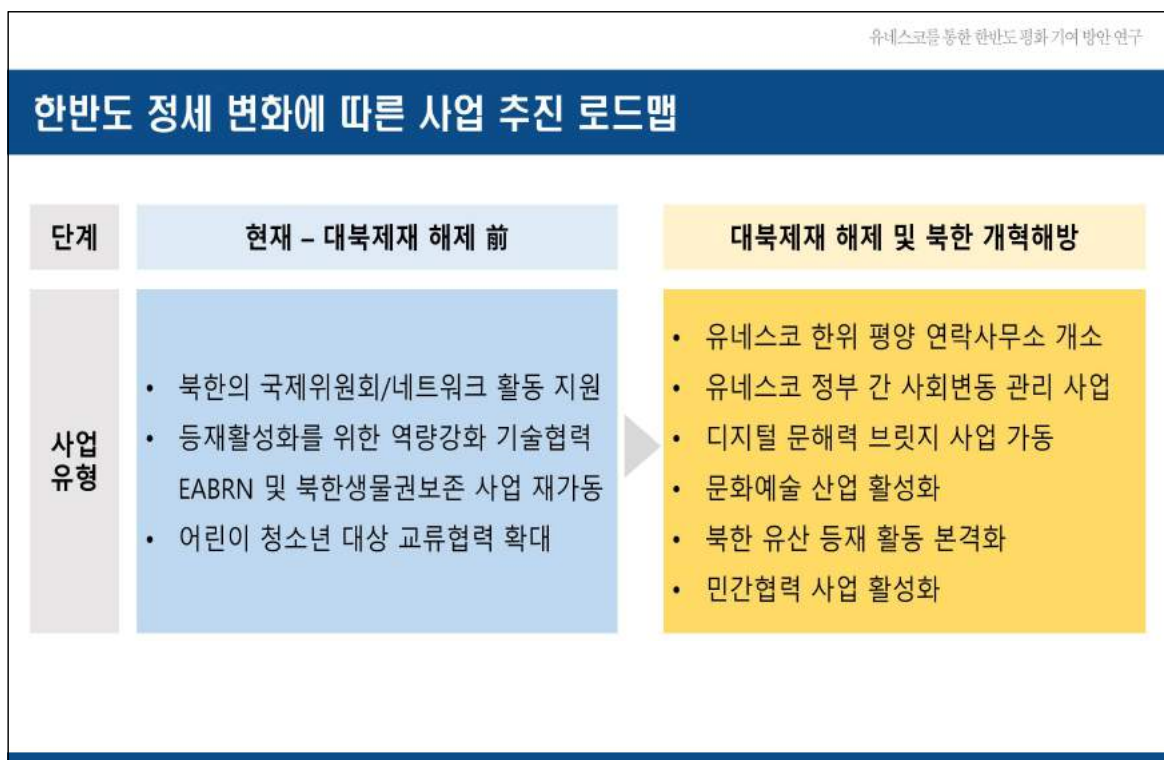 유네스코를 통한 한반도 평화 기여 방안 연구
한반도 정세 변화에 따른 사업 추진 로드맵
단계
현재 – 대북제재 해제 前
대북제재 해제 및 북한 개혁해방
사업
유형
• 북한의 국제위원회/네트워크 활동 지원
• 등재활성화를 위한 역량강화 기술협력
EABRN 및 북한생물권보존 사업 재가동
• 어린이 청소년 대상 교류협력 확대
• 유네스코 한위 평양 연락사무소 개소
• 유네스코 정부 간 사회변동 관리 사업
• 디지털 문해력 브릿지 사업 가동
• 문화예술 산업 활성화
• 북한 유산 등재 활동 본격화
• 민간협력 사업 활성화